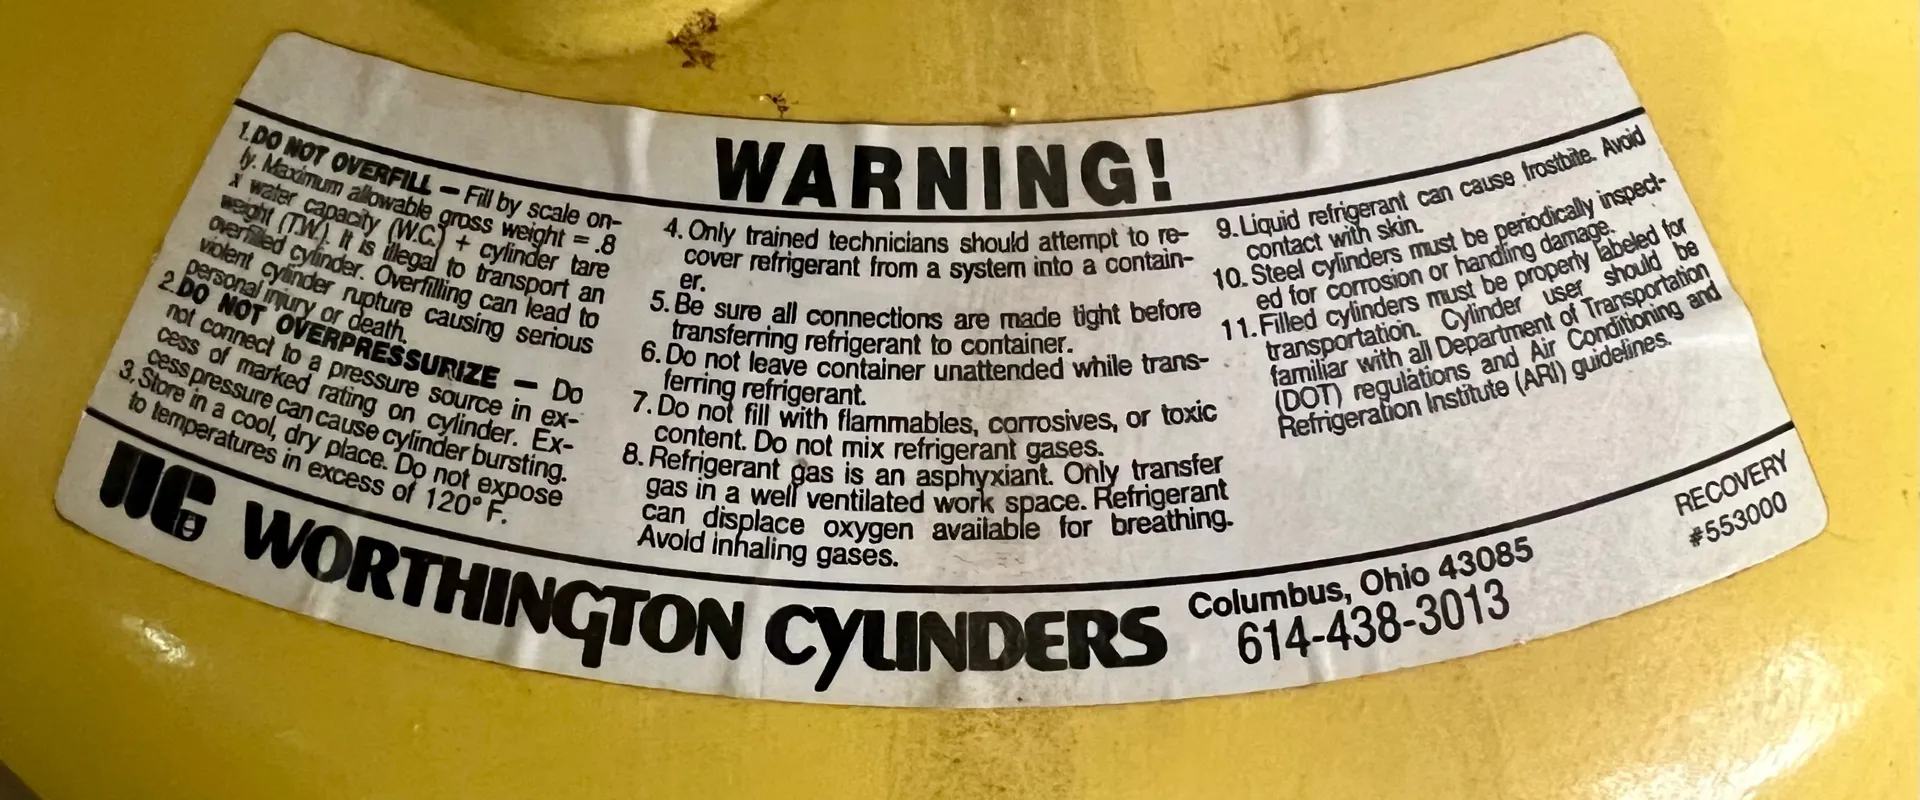 WARNING!
1. DO NOT OVERFILL — Fill by scale on-
ly. Maximum allowable gross weight = .8
x water capacity (W.C.) + cylinder tare
weight (T.W.). It is illegal to transport an
overfilled cylinder. Overfilling can lead to
violent cylinder rupture causing serious
personal injury or death.
2. DO NOT OVERPRESSURIZE — Do
not connect to a pressure source in ex-
cess of marked rating on cylinder. Ex-
cess pressure can cause cylinder bursting.
3. Store in a cool, dry place. Do not expose
to temperatures in excess of 120° F.
4. Only trained technicians should attempt to re-
cover refrigerant from a system into a contain-
er.
5. Be sure all connections are made tight before
transferring refrigerant to container.
6. Do not leave container unattended while trans-
ferring refrigerant.
7. Do not fill with flammables, corrosives, or toxic
content. Do not mix refrigerant gases.
8. Refrigerant gas is an asphyxiant. Only transfer
gas in a well ventilated work space. Refrigerant
can displace oxygen available for breathing.
Avoid inhaling gases.
9. Liquid refrigerant can cause frostbite. Avoid
contact with skin.
10. Steel cylinders must be periodically inspect-
ed for corrosion or handling damage.
11. Filled cylinders must be properly labeled for
transportation. Cylinder user should be
familiar with all Department of Transportation
(DOT) regulations and Air Conditioning and
Refrigeration Institute (ARI) guidelines.
WORTHINGTON CYLINDERS
Columbus, Ohio 43085
614-438-3013
RECOVERY
#553000